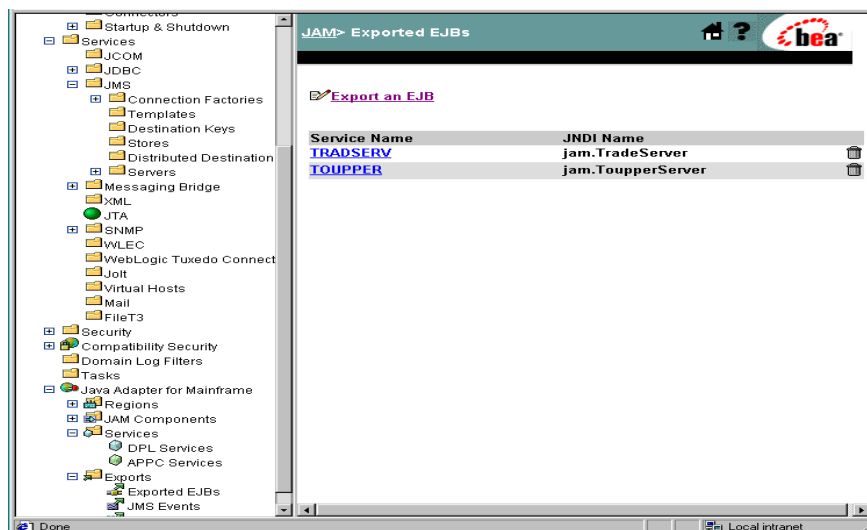 Startup & Shutdown
Services
JCOM
JDBC
JMS
Connection Factories
Templates
Destination Keys
Stores
Distributed Destination
Servers
Messaging Bridge
XML
JTA
SNMP
WLEC
WebLogic Tuxedo Connect
Jolt
Virtual Hosts
Mail
FileT3
Security
Compatibility Security
Domain Log Filters
Tasks
Java Adapter for Mainframe
Regions
JAM Components
Services
DPL Services
APPC Services
Exports
Exported EJBs
JMS Events
JAM> Exported EJBs
?
bea
Export an EJB
Service Name JNDI Name
TRADSERV jam.TradeServer
TOUPPER jam.ToupperServer
Done Local intranet